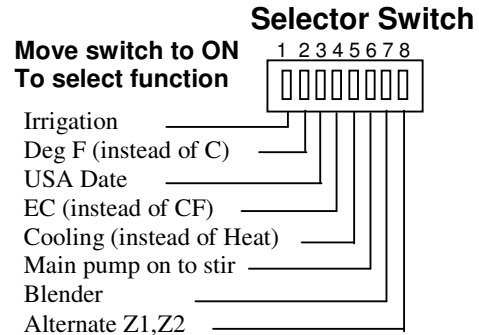 Selector Switch
Move switch to ON
To select function
1 2 3 4 5 6 7 8
Irrigation
Deg F (instead of C)
USA Date
EC (instead of CF)
Cooling (instead of Heat)
Main pump on to stir
Blender
Alternate Z1,Z2